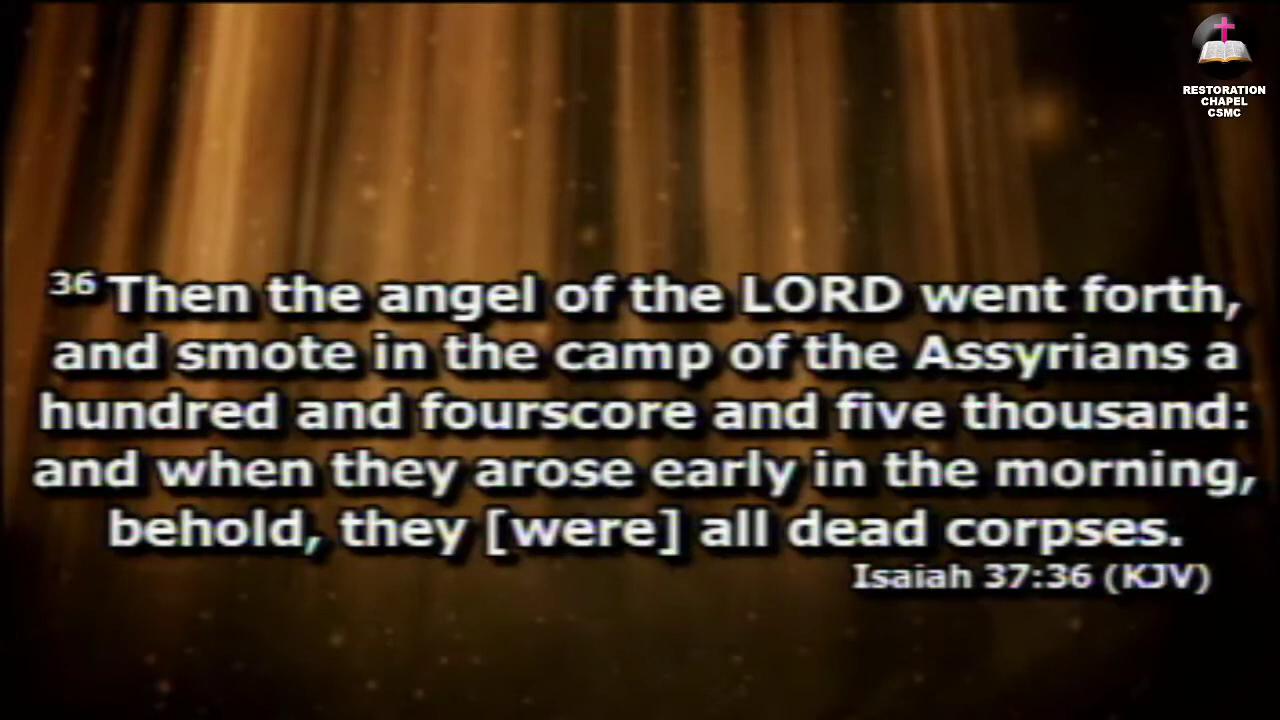 RESTORATION
CHAPEL
CSMC
36 Then the angel of the LORD went forth,
and smote in the camp of the Assyrians a
hundred and fourscore and five thousand:
and when they arose early in the morning,
behold, they [were] all dead corpses.
Isaiah 37:36 (KJV)